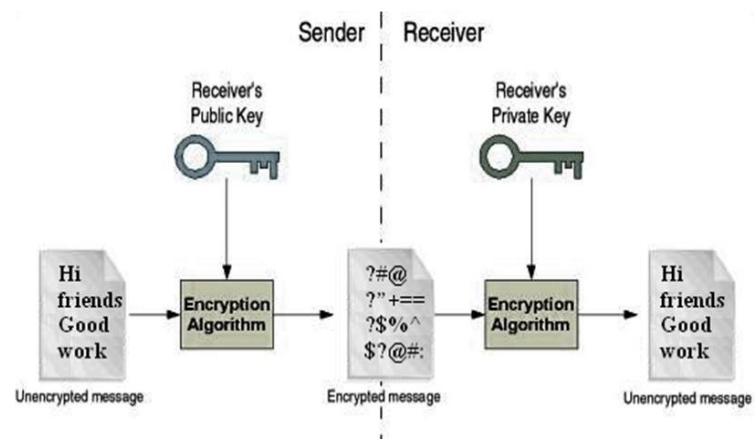 Sender
Receiver
Receiver's
Public Key
Receiver's
Private Key
Hi
friends
Good
work
Encryption
Algorithm
?#@
?"+==
?$%^
$?@#:
Encryption
Algorithm
Hi
friends
Good
work
Unencrypted message
Encrypted message
Unencrypted message